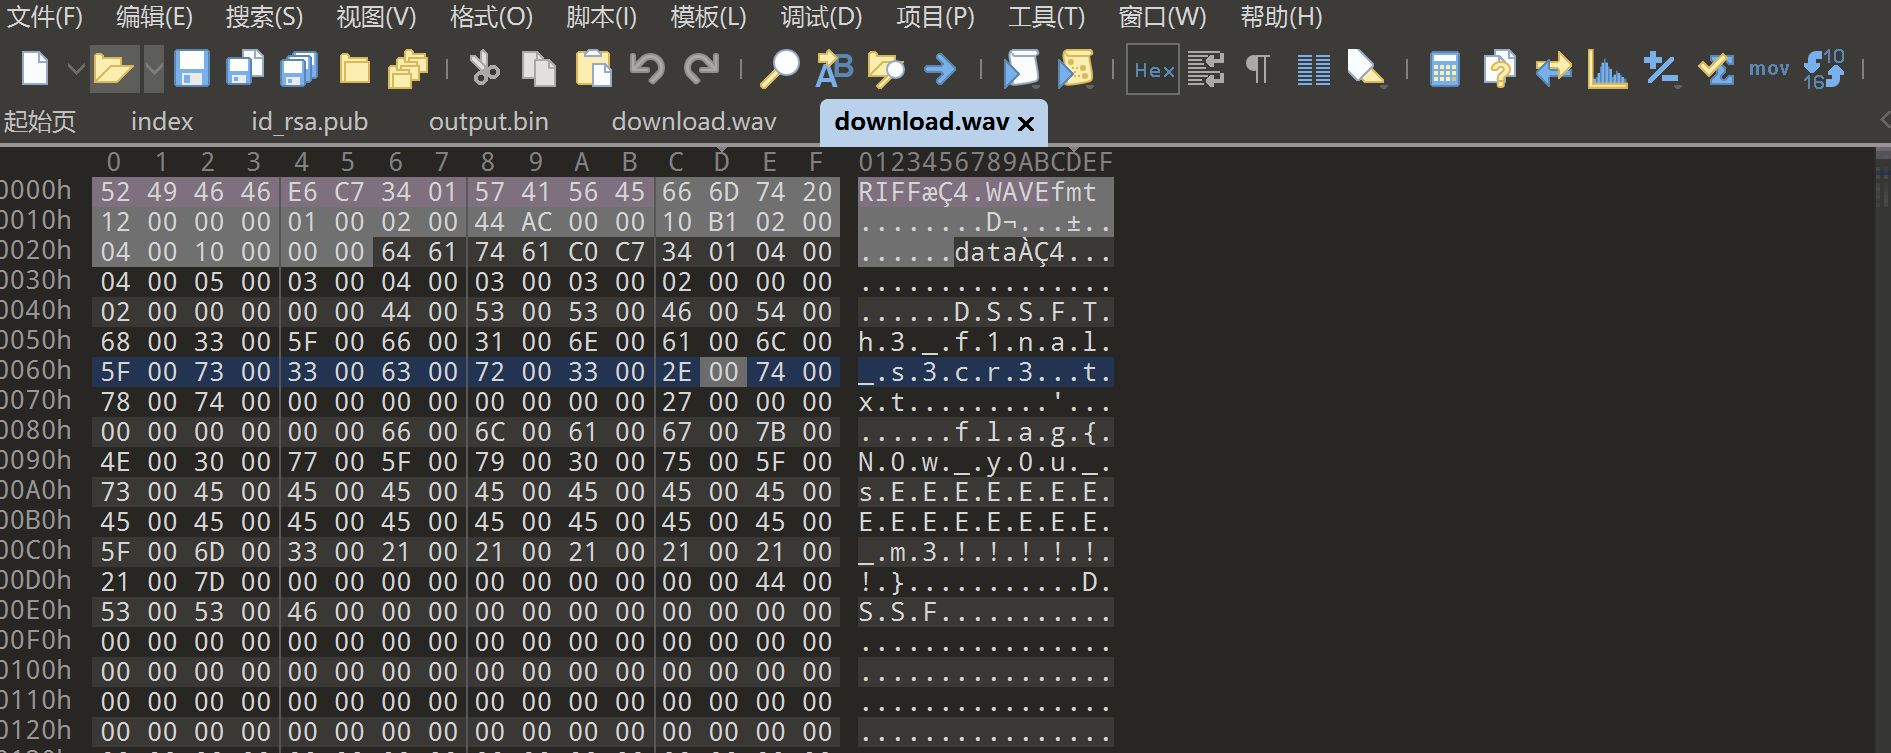 文件(F) 编辑(E) 搜索(S) 视图(V) 格式(O) 脚本(I) 模板(L) 调试(D) 项目(P) 工具(T) 窗口(W) 帮助(H)
AB Hex mov 10 16
起始页 index id_rsa.pub output.bin download.wav download.wav ×
0 1 2 3 4 5 6 7 8 9 A B C D E F 0123456789ABCDEF
0000h 52 49 46 46 E6 C7 34 01 57 41 56 45 66 6D 74 20 RIFFæÇ4.WAVEfmt
0010h 12 00 00 00 01 00 02 00 44 AC 00 00 10 B1 02 00 ........D¬...±..
0020h 04 00 10 00 00 00 64 61 74 61 C0 C7 34 01 04 00 ......dataÀÇ4...
0030h 04 00 05 00 03 00 04 00 03 00 03 00 02 00 00 00 ................
0040h 02 00 00 00 00 00 44 00 53 00 53 00 46 00 54 00 ......D.S.S.F.T.
0050h 68 00 33 00 5F 00 66 00 31 00 6E 00 61 00 6C 00 h.3._.f.1.n.a.l.
0060h 5F 00 73 00 33 00 63 00 72 00 33 00 2E 00 74 00 _.s.3.c.r.3...t.
0070h 78 00 74 00 00 00 00 00 00 00 00 00 27 00 00 00 x.t.........'...
0080h 00 00 00 00 00 00 66 00 6C 00 61 00 67 00 7B 00 ......f.l.a.g.{.
0090h 4E 00 30 00 77 00 5F 00 79 00 30 00 75 00 5F 00 N.0.w._.y.0.u._.
00A0h 73 00 45 00 45 00 45 00 45 00 45 00 45 00 45 00 s.E.E.E.E.E.E.E.
00B0h 45 00 45 00 45 00 45 00 45 00 45 00 45 00 45 00 E.E.E.E.E.E.E.E.
00C0h 5F 00 6D 00 33 00 21 00 21 00 21 00 21 00 21 00 _.m.3.!.!.!.!.!.
00D0h 21 00 7D 00 00 00 00 00 00 00 00 00 00 00 44 00 !.}...........D.
00E0h 53 00 53 00 46 00 00 00 00 00 00 00 00 00 00 00 S.S.F...........
00F0h 00 00 00 00 00 00 00 00 00 00 00 00 00 00 00 00 ................
0100h 00 00 00 00 00 00 00 00 00 00 00 00 00 00 00 00 ................
0110h 00 00 00 00 00 00 00 00 00 00 00 00 00 00 00 00 ................
0120h 00 00 00 00 00 00 00 00 00 00 00 00 00 00 00 00 ................